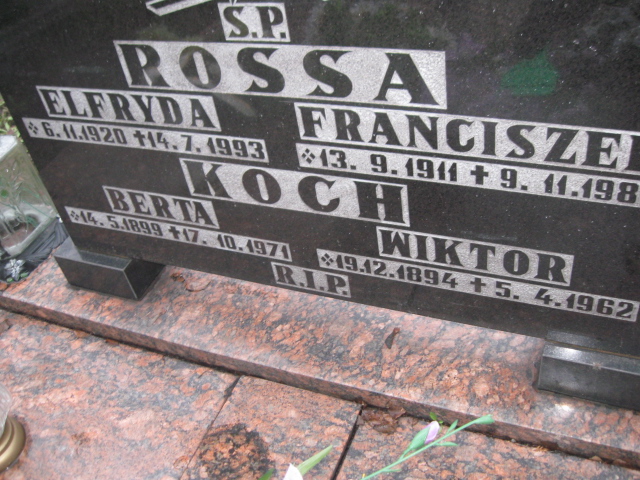 Ś.P.
ROSSA
ELFRYDA
6.11.1920 ✝ 14.7.1993
FRANCISZE
13.9.1911 ✝ 9.11.198
KOCH
BERTA
14.5.1899 ✝ 17.10.1971
WIKTOR
19.12.1894 ✝ 5.4.1962
R.I.P.